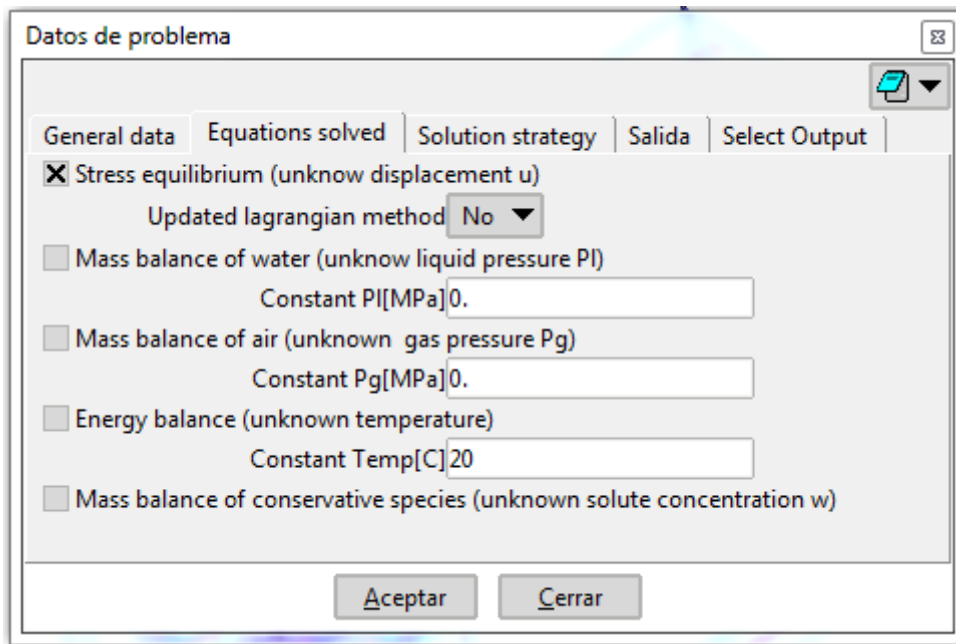 Datos de problema
General data Equations solved Solution strategy Salida Select Output
Stress equilibrium (unknow displacement u)
Updated lagrangian method No
Mass balance of water (unknow liquid pressure Pl)
Constant Pl[MPa] 0.
Mass balance of air (unknown gas pressure Pg)
Constant Pg[MPa] 0.
Energy balance (unknown temperature)
Constant Temp[C] 20
Mass balance of conservative species (unknown solute concentration w)
Aceptar Cerrar